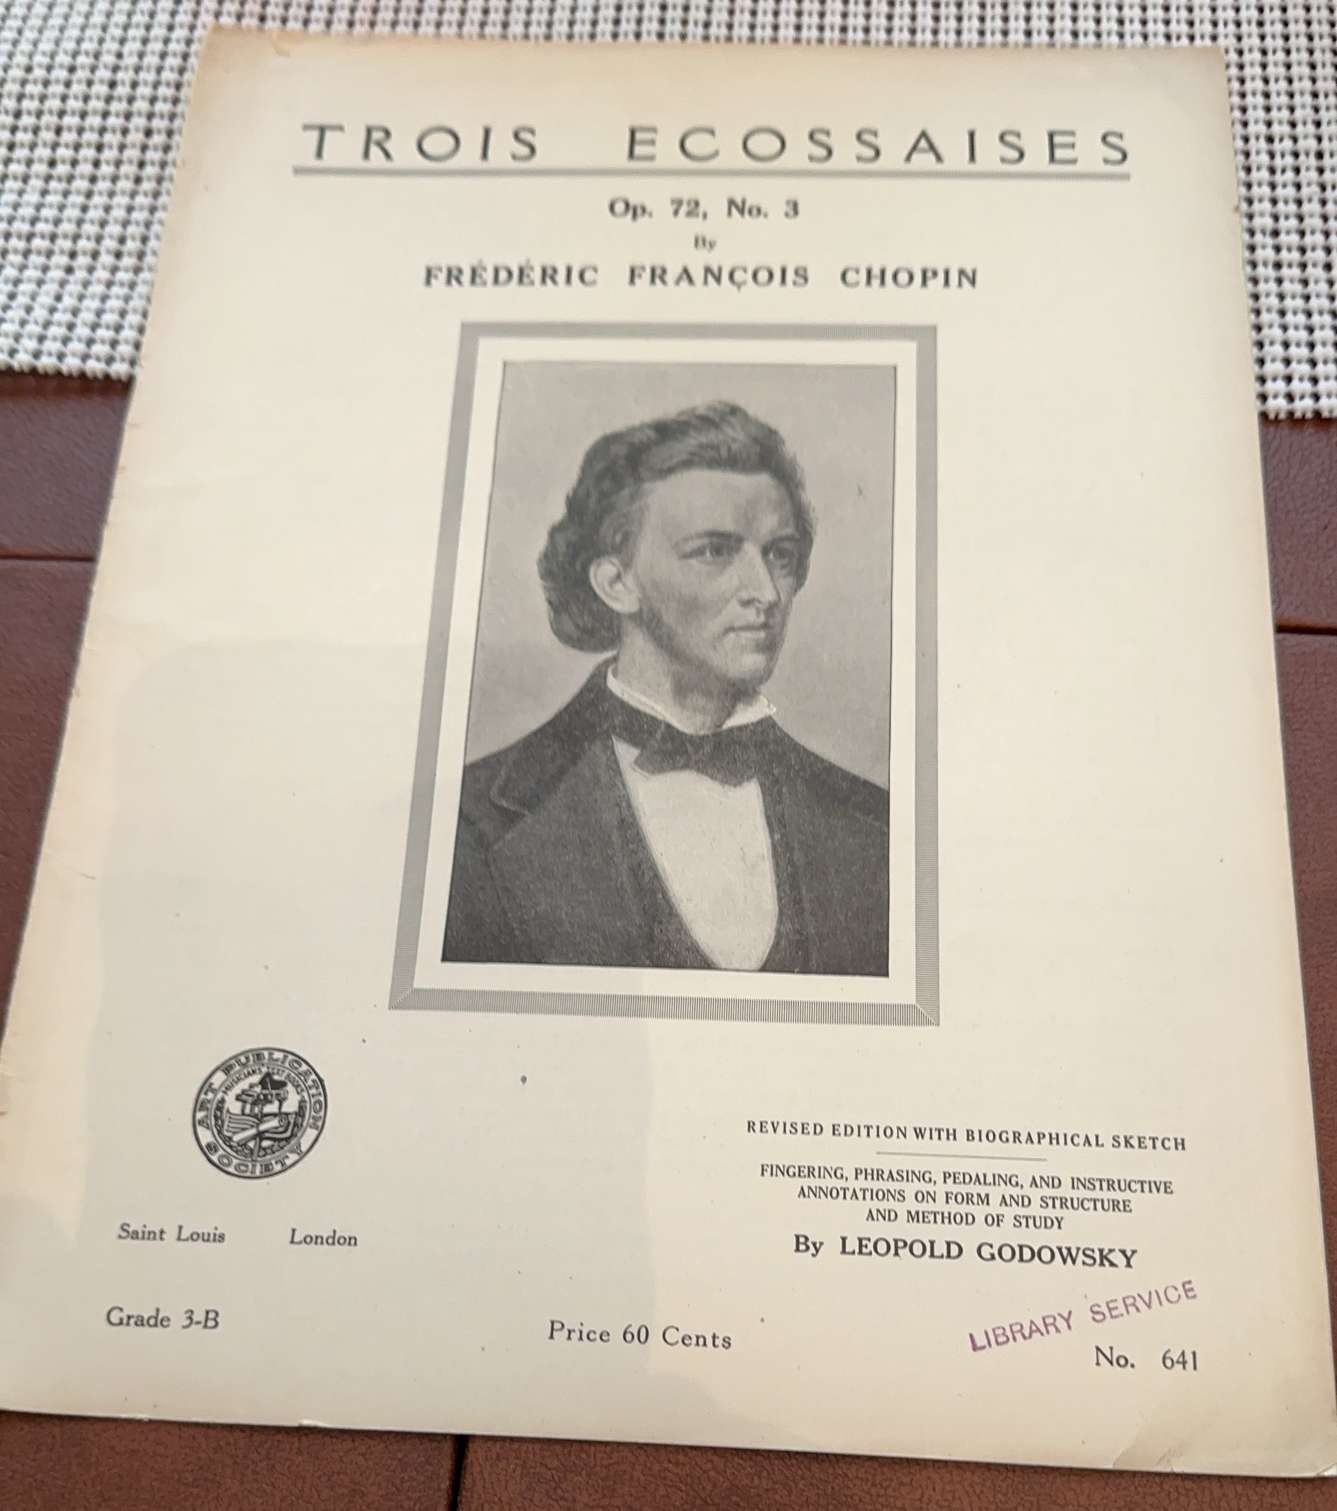 TROIS ECOSSAISES
Op. 72, No. 3
By
FRÉDÉRIC FRANÇOIS CHOPIN
ART PUBLICATION SOCIETY
REVISED EDITION WITH BIOGRAPHICAL SKETCH
FINGERING, PHRASING, PEDALING, AND INSTRUCTIVE
ANNOTATIONS ON FORM AND STRUCTURE
AND METHOD OF STUDY
By LEOPOLD GODOWSKY
Saint Louis London
LIBRARY SERVICE
Grade 3-B
Price 60 Cents
No. 641